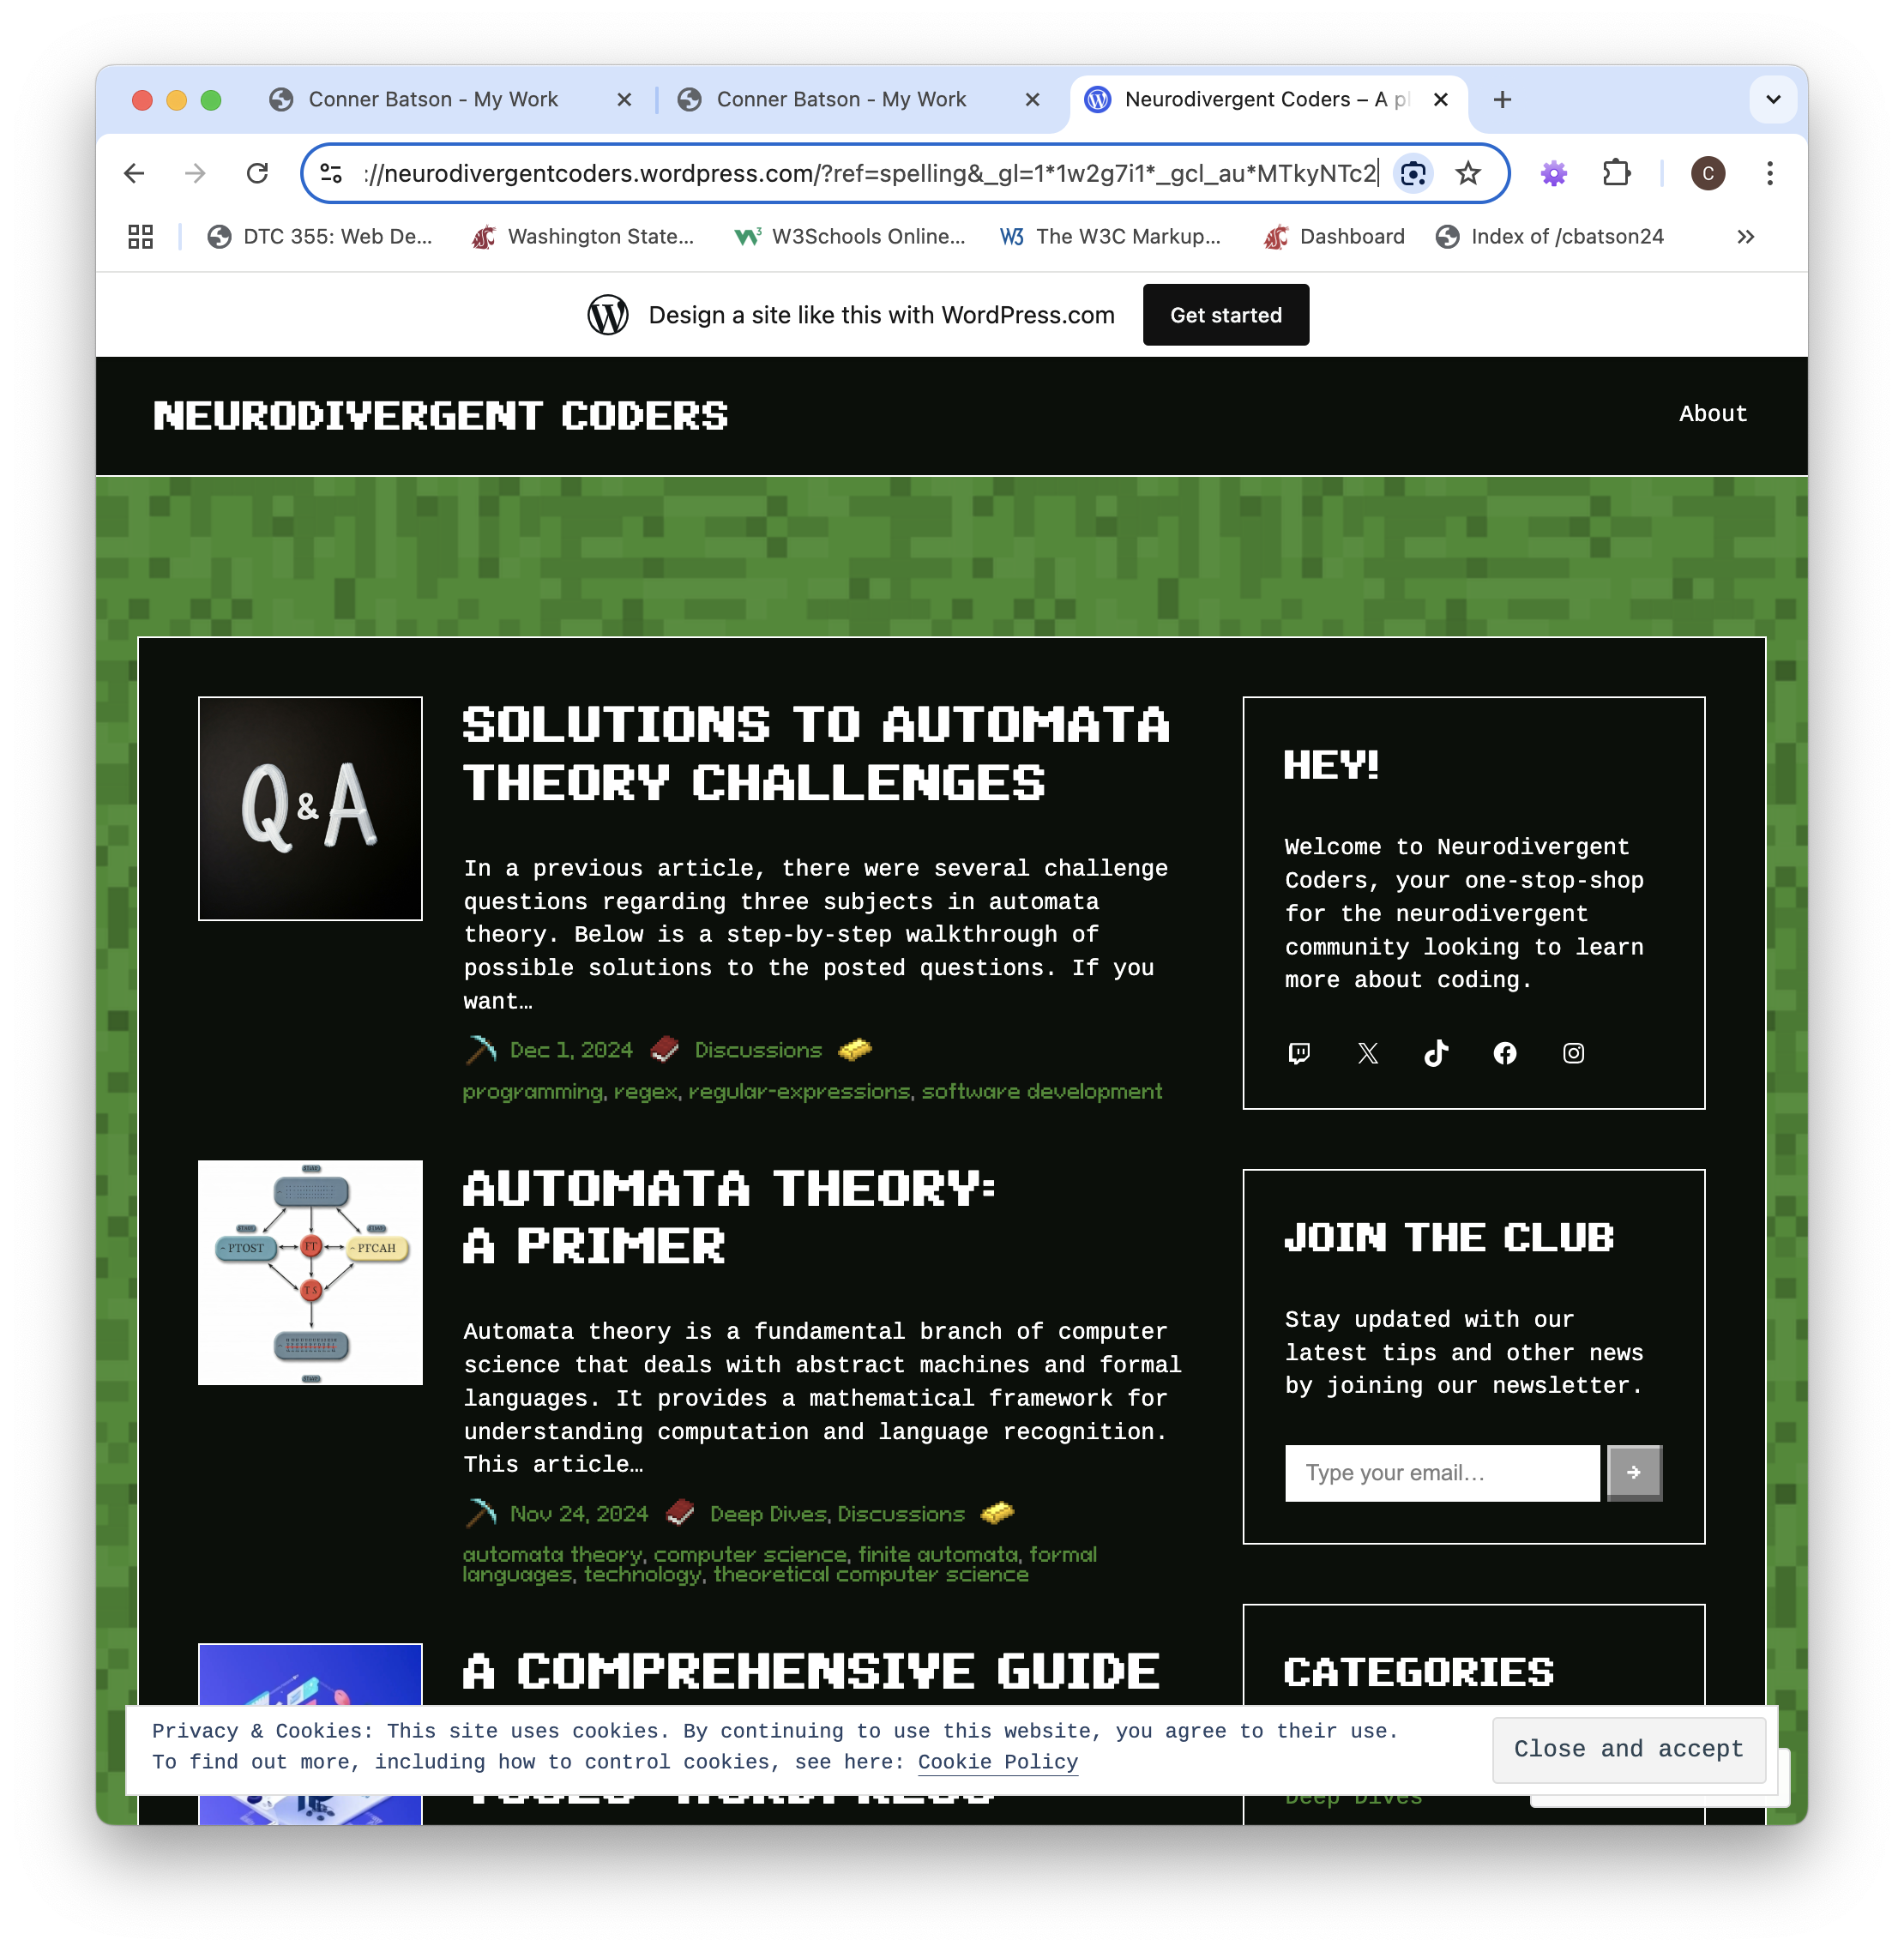 Conner Batson - My Work
Conner Batson - My Work
Neurodivergent Coders – A pl
://neurodivergentcoders.wordpress.com/?ref=spelling&_gl=1*1w2g7i1*_gcl_au*MTkyNTc2
C
DTC 355: Web De...
Washington State...
W3Schools Online...
The W3C Markup...
Dashboard
Index of /cbatson24
Design a site like this with WordPress.com
Get started
NEURODIVERGENT CODERS
About
Q & A
SOLUTIONS TO AUTOMATA
THEORY CHALLENGES
In a previous article, there were several challenge
questions regarding three subjects in automata
theory. Below is a step-by-step walkthrough of
possible solutions to the posted questions. If you
want…
Dec 1, 2024 Discussions
programming, regex, regular-expressions, software development
~ PTOST
~ PTCAH
AUTOMATA THEORY:
A PRIMER
Automata theory is a fundamental branch of computer
science that deals with abstract machines and formal
languages. It provides a mathematical framework for
understanding computation and language recognition.
This article…
Nov 24, 2024 Deep Dives, Discussions
automata theory, computer science, finite automata, formal
languages, technology, theoretical computer science
A COMPREHENSIVE GUIDE
HEY!
Welcome to Neurodivergent
Coders, your one-stop-shop
for the neurodivergent
community looking to learn
more about coding.
JOIN THE CLUB
Stay updated with our
latest tips and other news
by joining our newsletter.
Type your email…
CATEGORIES
Deep Dives
Privacy & Cookies: This site uses cookies. By continuing to use this website, you agree to their use.
To find out more, including how to control cookies, see here: Cookie Policy
Close and accept